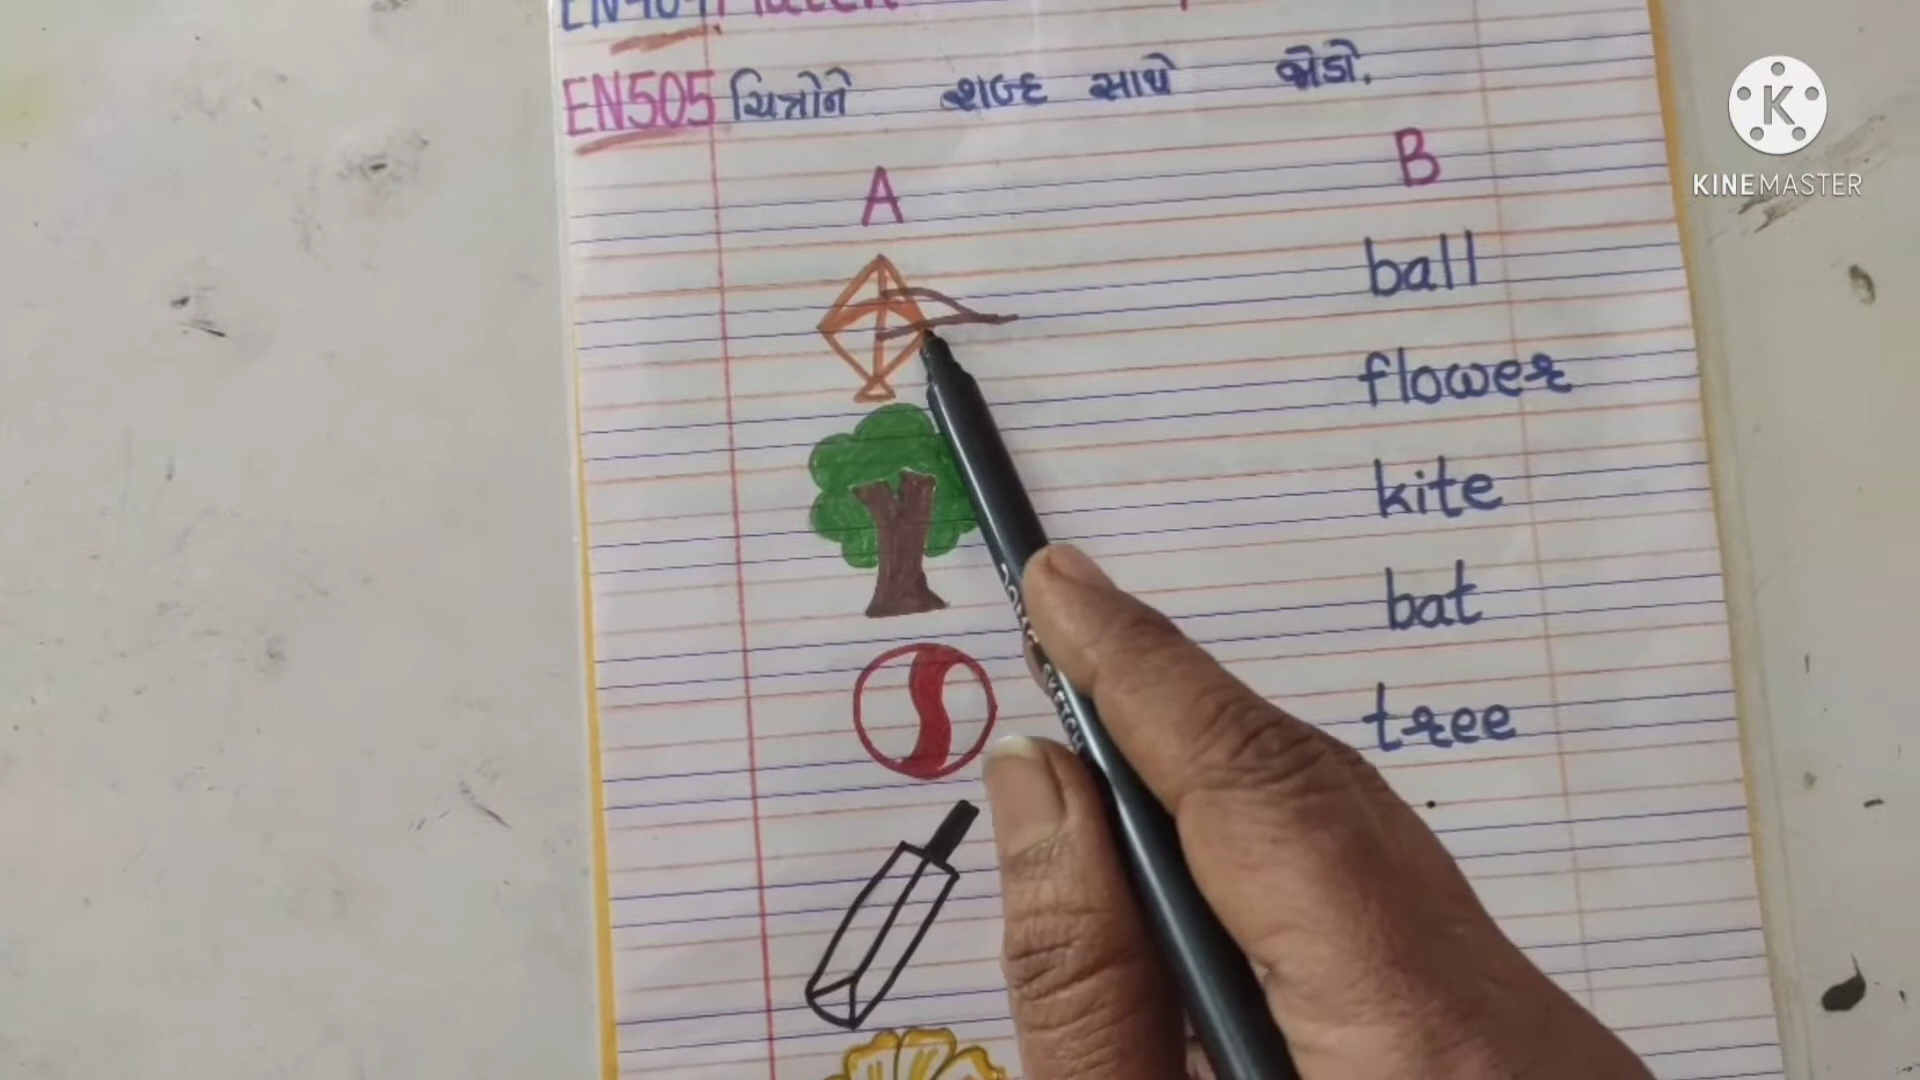 EN505 ચિત્રોને શબ્દ સાથે જોડો.
A B
ball
flower
kite
bat
tree
KINEMASTER